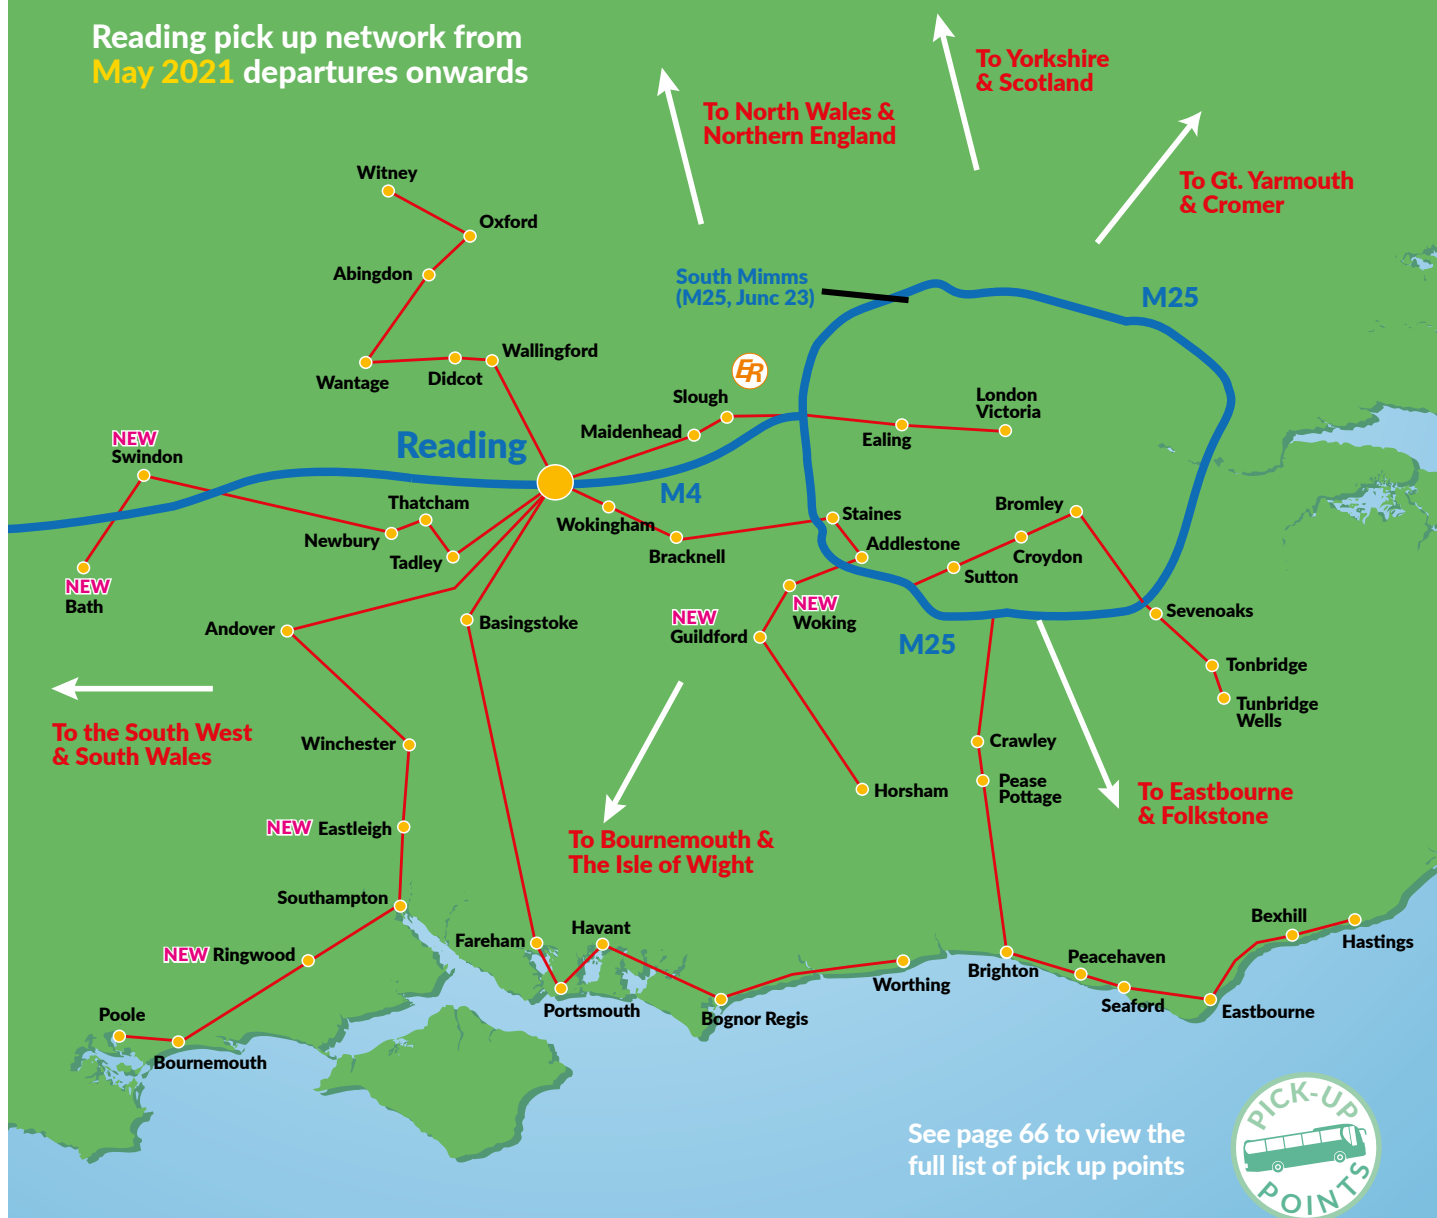 Reading pick up network from
May 2021 departures onwards
To Yorkshire
& Scotland
To North Wales &
Northern England
To Gt. Yarmouth
& Cromer
Witney
Oxford
Abingdon
South Mimms
(M25, Junc 23)
M25
Wallingford
Wantage
Didcot
ER
Slough
London
Victoria
Maidenhead
Ealing
Reading
NEW
Swindon
M4
Thatcham
Bromley
Newbury
Wokingham
Staines
Croydon
Tadley
Bracknell
Addlestone
Sutton
NEW
Bath
NEW
Woking
NEW
Guildford
Sevenoaks
Andover
Basingstoke
M25
Tonbridge
Tunbridge
Wells
To the South West
& South Wales
Winchester
Crawley
Pease
Pottage
Horsham
To Eastbourne
& Folkstone
NEW Eastleigh
To Bournemouth &
The Isle of Wight
Southampton
Bexhill
Hastings
Havant
Fareham
NEW Ringwood
Brighton
Peacehaven
Worthing
Seaford
Eastbourne
Portsmouth
Bognor Regis
Poole
Bournemouth
See page 66 to view the
full list of pick up points
PICK-UP
POINTS